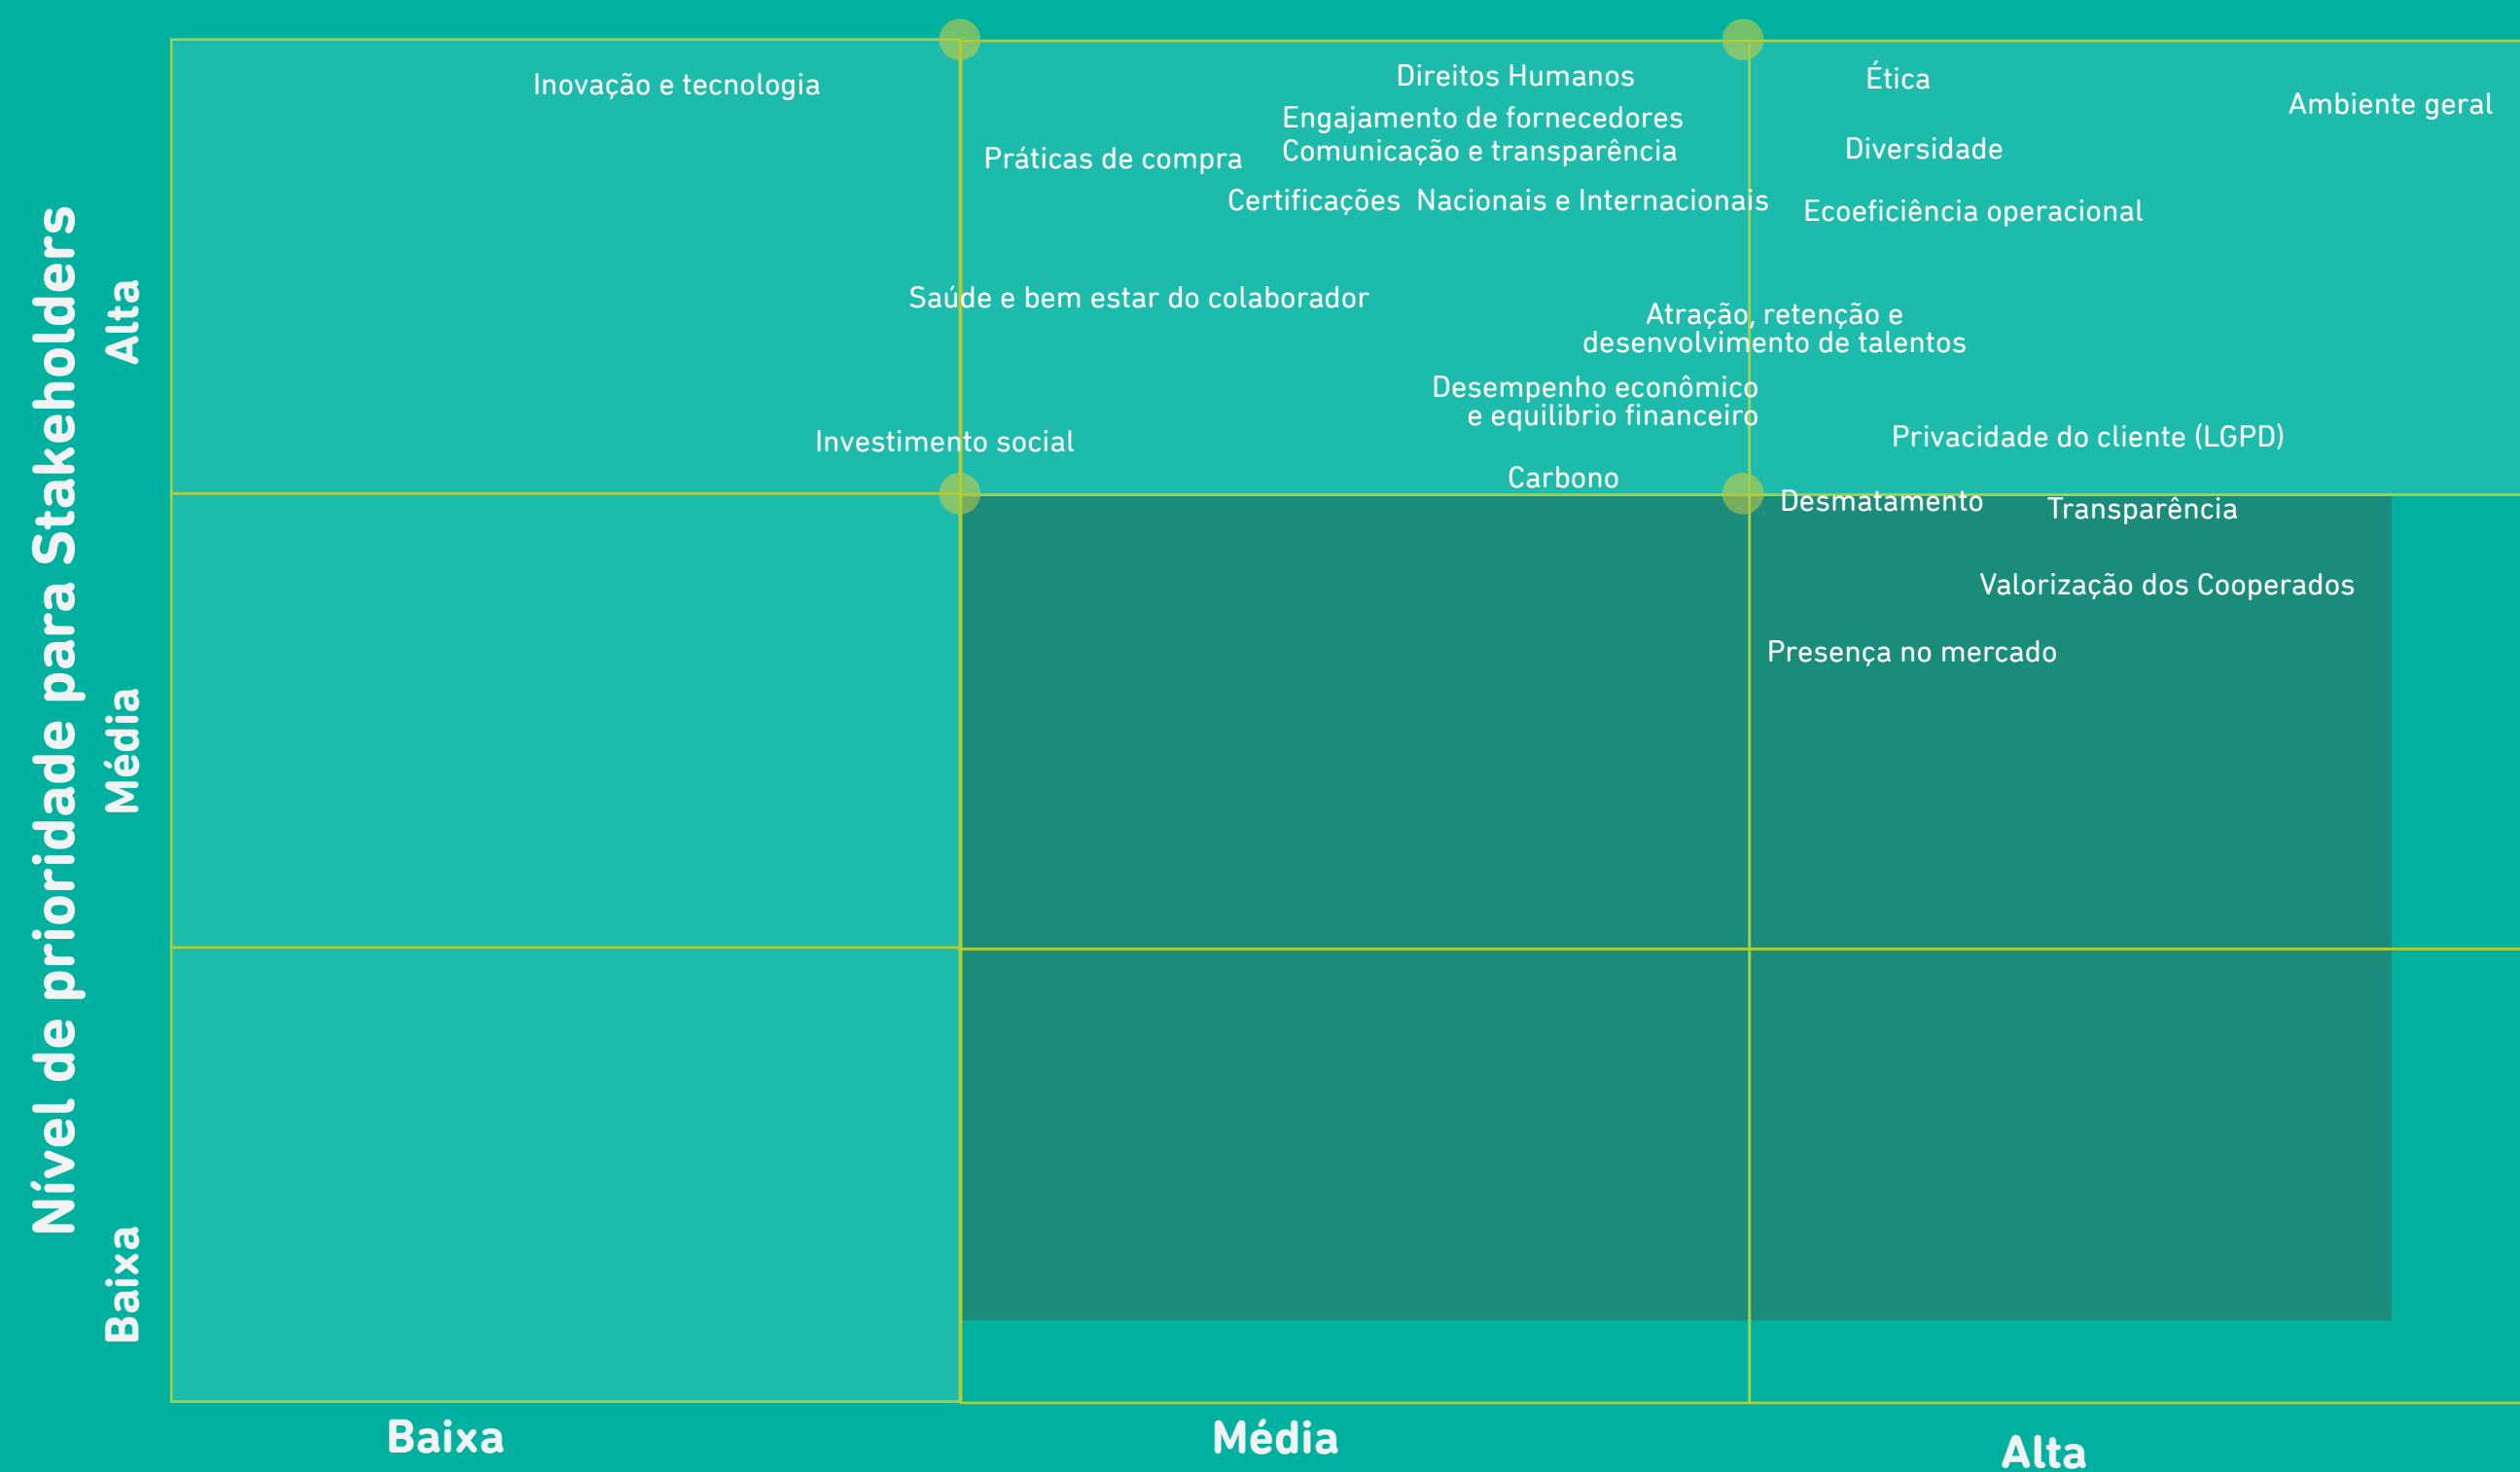 Nível de prioridade para Stakeholders
Alta
Média
Baixa
Inovação e tecnologia
Direitos Humanos
Engajamento de fornecedores
Comunicação e transparência
Práticas de compra
Certificações Nacionais e Internacionais
Ética
Ambiente geral
Diversidade
Ecoeficiência operacional
Saúde e bem estar do colaborador
Atração, retenção e
desenvolvimento de talentos
Desempenho econômico
e equilibrio financeiro
Investimento social
Privacidade do cliente (LGPD)
Carbono
Desmatamento
Transparência
Valorização dos Cooperados
Presença no mercado
Baixa
Média
Alta